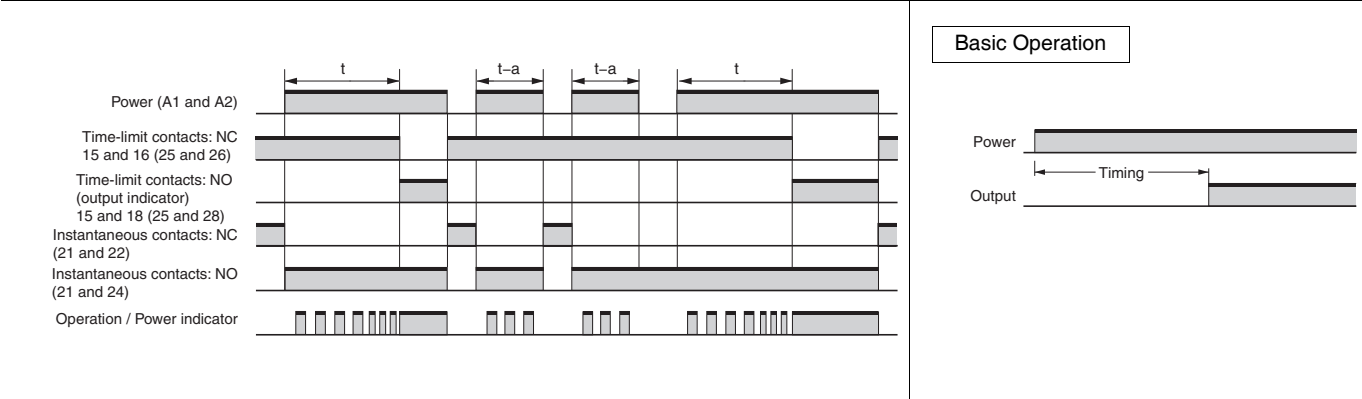 t
t–a
t–a
t
Power (A1 and A2)
Time-limit contacts: NC
15 and 16 (25 and 26)
Time-limit contacts: NO
(output indicator)
15 and 18 (25 and 28)
Instantaneous contacts: NC
(21 and 22)
Instantaneous contacts: NO
(21 and 24)
Operation / Power indicator
Basic Operation
Power
Timing
Output